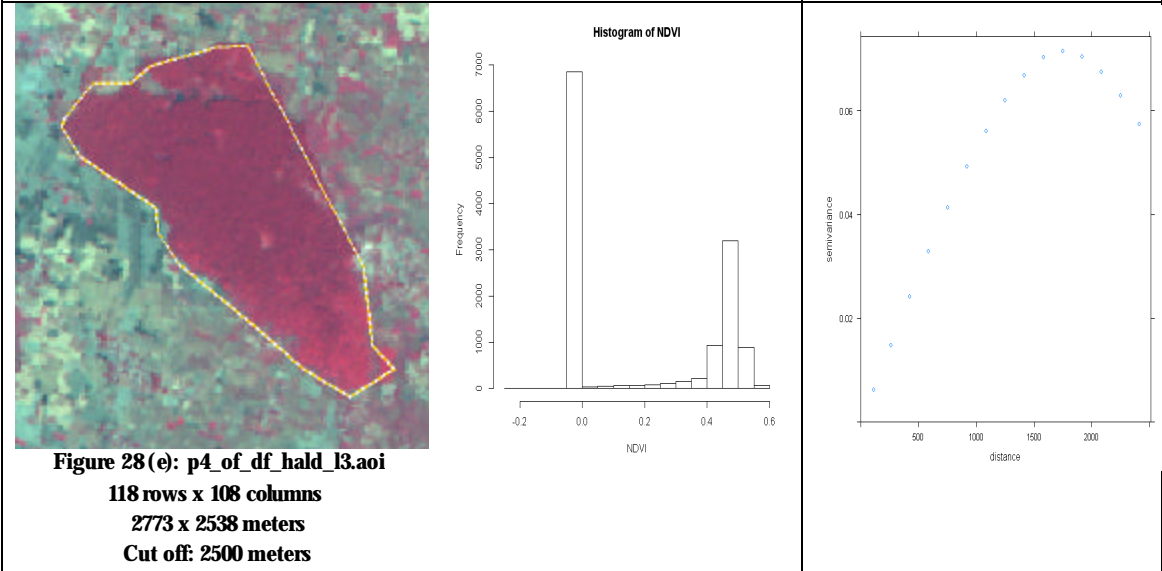 Figure 28 (e): p4_of_df_hald_l3.aoi
118 rows x 108 columns
2773 x 2538 meters
Cut off: 2500 meters
Histogram of NDVI
Frequency
7000
6000
5000
4000
3000
2000
1000
0
-0.2 0.0 0.2 0.4 0.6
NDVI
semivariance
0.06
0.04
0.02
500 1000 1500 2000
distance